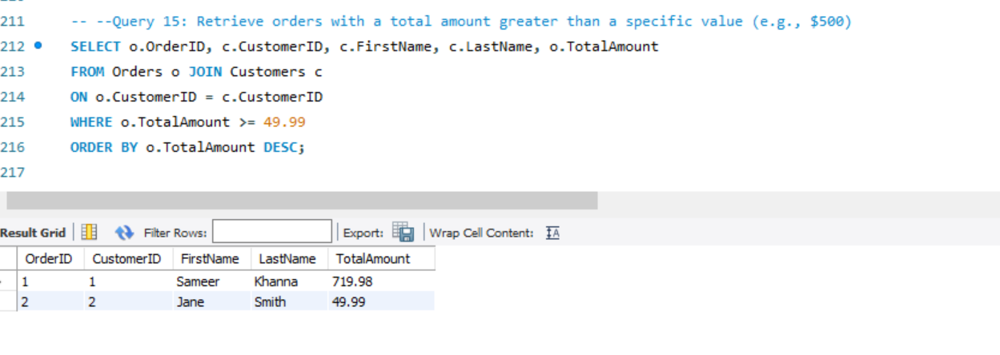 211 -- --Query 15: Retrieve orders with a total amount greater than a specific value (e.g., $500)
212 SELECT o.OrderID, c.CustomerID, c.FirstName, c.LastName, o.TotalAmount
213 FROM Orders o JOIN Customers c
214 ON o.CustomerID = c.CustomerID
215 WHERE o.TotalAmount >= 49.99
216 ORDER BY o.TotalAmount DESC;
217
Result Grid Filter Rows: Export: Wrap Cell Content:
OrderID CustomerID FirstName LastName TotalAmount
1 1 Sameer Khanna 719.98
2 2 Jane Smith 49.99